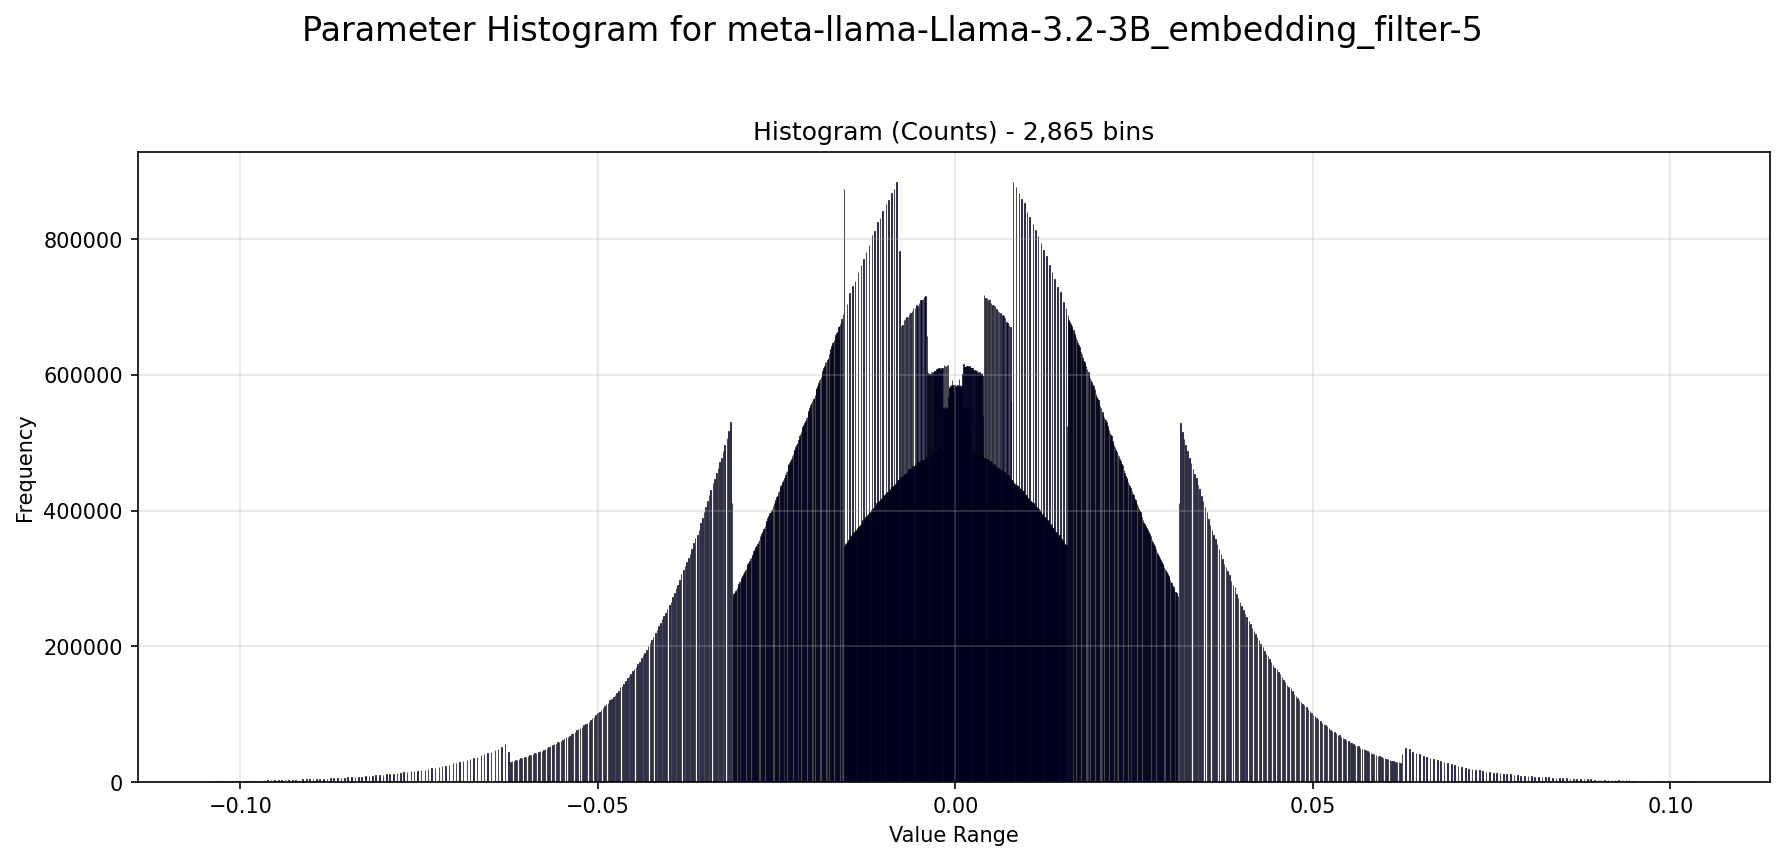 Parameter Histogram for meta-llama-Llama-3.2-3B_embedding_filter-5
Histogram (Counts) - 2,865 bins
800000
600000
400000
200000
0
Frequency
−0.10
−0.05
0.00
0.05
0.10
Value Range